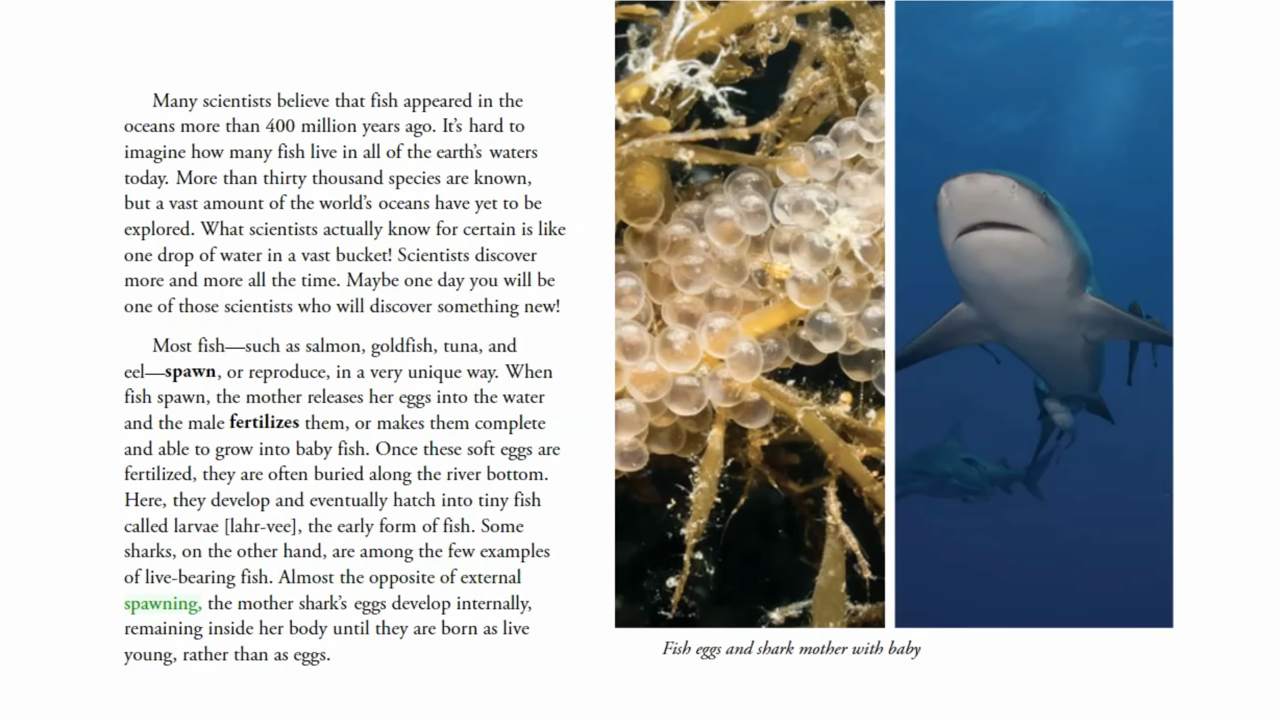 Many scientists believe that fish appeared in the
oceans more than 400 million years ago. It's hard to
imagine how many fish live in all of the earth's waters
today. More than thirty thousand species are known,
but a vast amount of the world's oceans have yet to be
explored. What scientists actually know for certain is like
one drop of water in a vast bucket! Scientists discover
more and more all the time. Maybe one day you will be
one of those scientists who will discover something new!
Most fish—such as salmon, goldfish, tuna, and
eel—spawn, or reproduce, in a very unique way. When
fish spawn, the mother releases her eggs into the water
and the male fertilizes them, or makes them complete
and able to grow into baby fish. Once these soft eggs are
fertilized, they are often buried along the river bottom.
Here, they develop and eventually hatch into tiny fish
called larvae [lahr-vee], the early form of fish. Some
sharks, on the other hand, are among the few examples
of live-bearing fish. Almost the opposite of external
spawning, the mother shark's eggs develop internally,
remaining inside her body until they are born as live
young, rather than as eggs.
Fish eggs and shark mother with baby